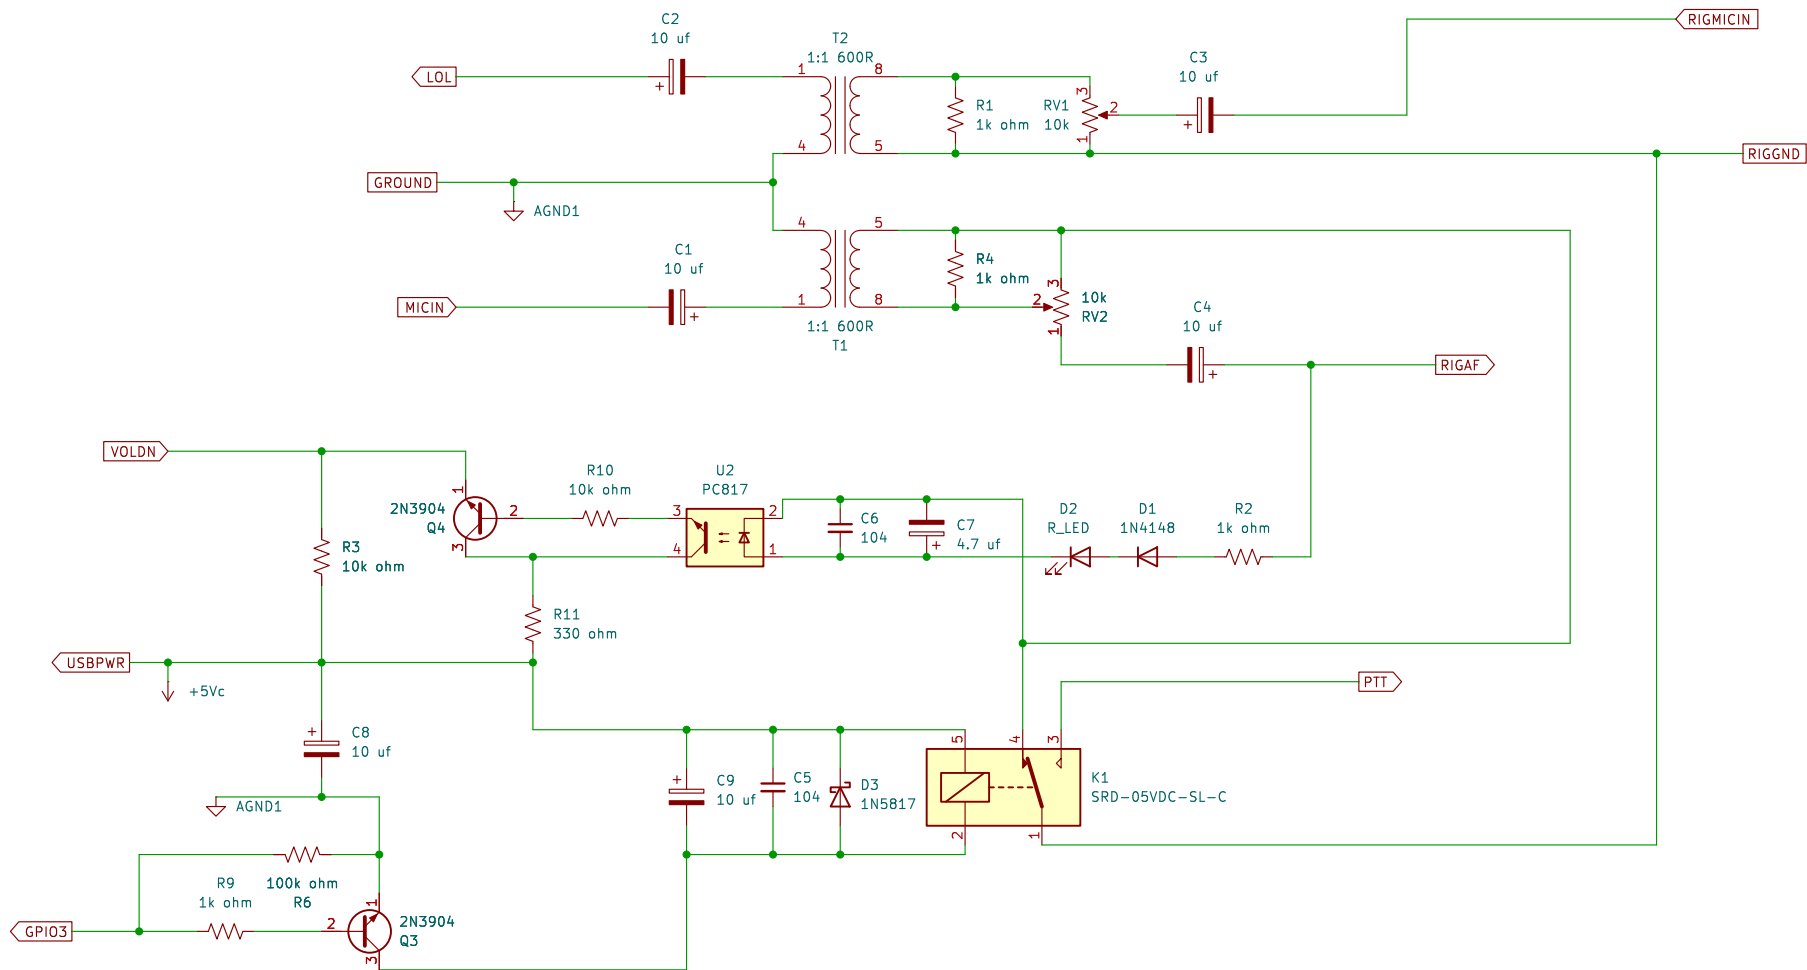 C2
10 uf
RIGMICIN
T2
1:1 600R
C3
10 uf
LOL
+
1
8
3
R1
1k ohm
RV1
10k
2
+
1
4
5
RIGGND
GROUND
AGND1
4
5
C1
10 uf
R4
1k ohm
MICIN
+
1
8
1:1 600R
T1
3
2
1
10k
RV2
C4
10 uf
+
RIGAF
VOLDN
R10
10k ohm
U2
PC817
1
2N3904
Q4
2
3
3
4
2
1
C6
104
C7
4.7 uf
+
D2
R_LED
D1
1N4148
R2
1k ohm
R3
10k ohm
R11
330 ohm
USBPWR
+5Vc
PTT
+
C8
10 uf
5
4
3
+
C9
10 uf
C5
104
D3
1N5817
K1
SRD-05VDC-SL-C
2
1
AGND1
R9
1k ohm
100k ohm
R6
GPIO3
2
1
2N3904
Q3
3